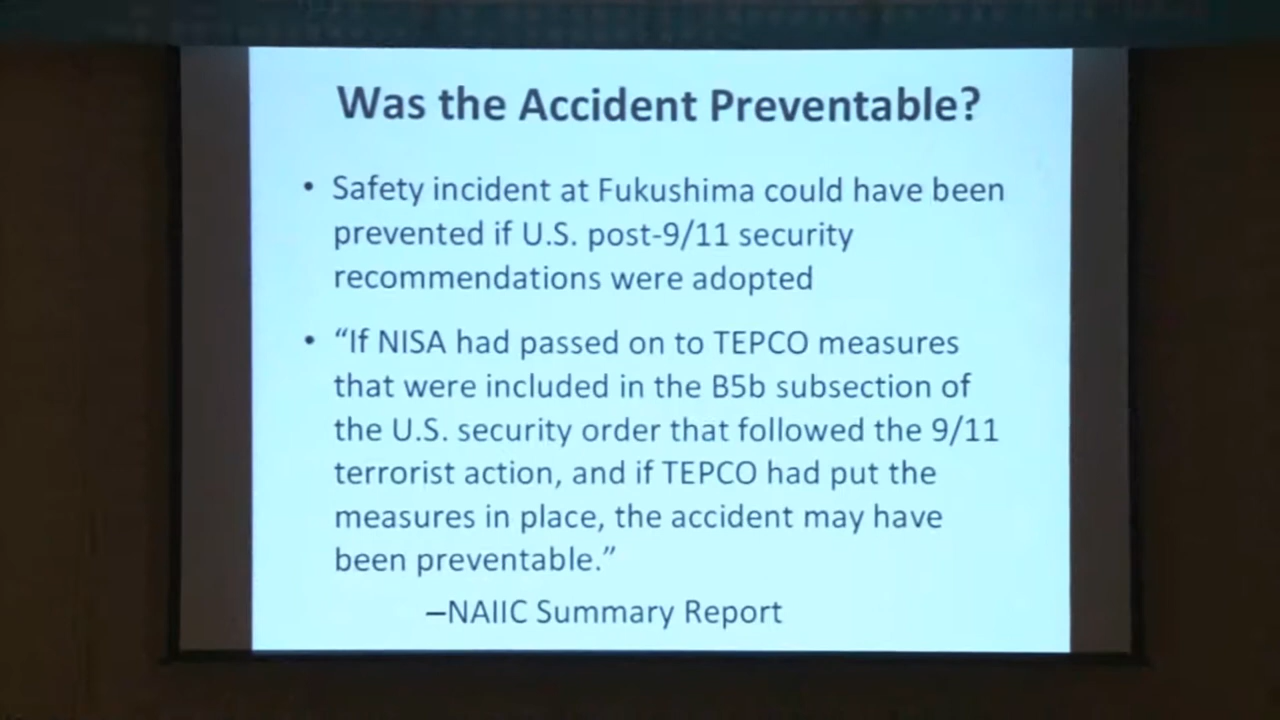 Was the Accident Preventable?
• Safety incident at Fukushima could have been
prevented if U.S. post-9/11 security
recommendations were adopted
• “If NISA had passed on to TEPCO measures
that were included in the B5b subsection of
the U.S. security order that followed the 9/11
terrorist action, and if TEPCO had put the
measures in place, the accident may have
been preventable.”
–NAIIC Summary Report